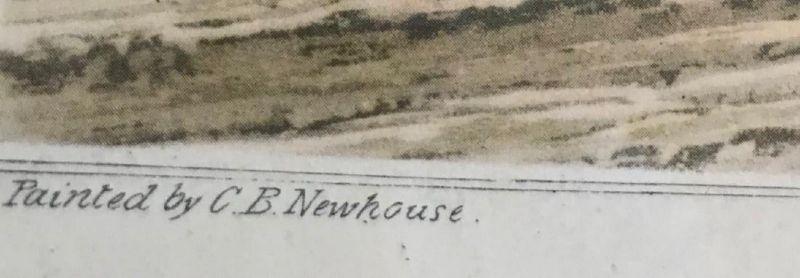 Painted by C. B. Newhouse.